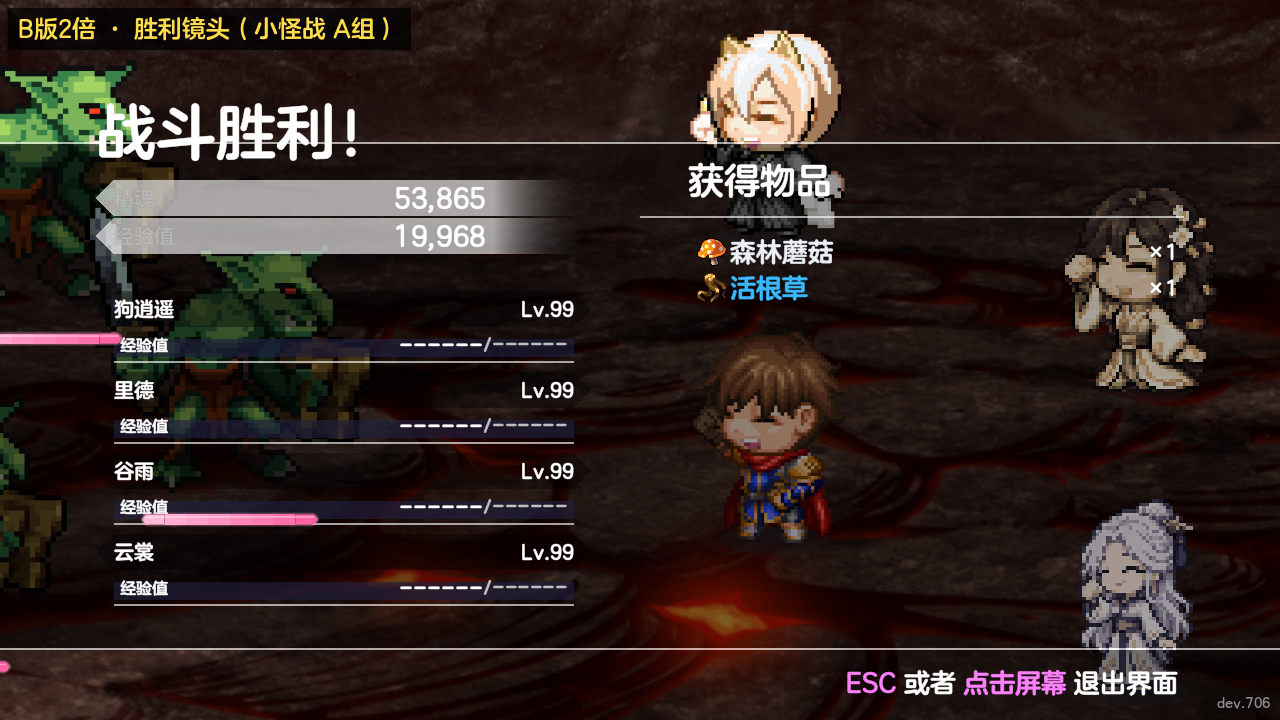 B版2倍 · 胜利镜头（小怪战 A组）
战斗胜利！
精魂 53,865
经验值 19,968
狗逍遥 Lv.99
经验值 ------/------
里德 Lv.99
经验值 ------/------
谷雨 Lv.99
经验值 ------/------
云裳 Lv.99
经验值 ------/------
获得物品
森林蘑菇 ×1
活根草 ×1
ESC 或者 点击屏幕 退出界面
dev.706